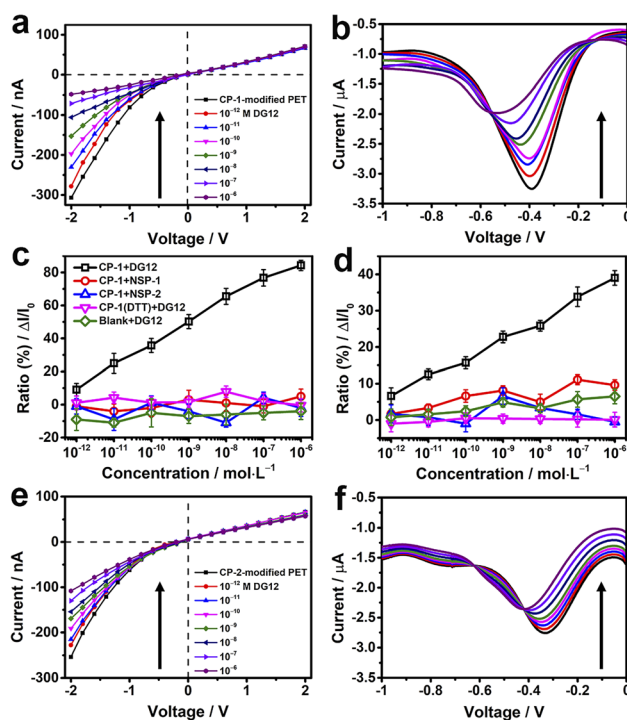 a
100
50
0
-50
-100
-150
-200
-250
-300
Current / nA
-2 -1 0 1 2
Voltage / V
CP-1-modified PET
10⁻¹² M DG12
10⁻¹¹
10⁻¹⁰
10⁻⁹
10⁻⁸
10⁻⁷
10⁻⁶
b
-0.5
-1.0
-1.5
-2.0
-2.5
-3.0
-3.5
Current / μA
-1 -0.8 -0.6 -0.4 -0.2 0
Voltage / V
c
80
60
40
20
0
-20
Ratio (%) / ΔI/I₀
CP-1+DG12
CP-1+NSP-1
CP-1+NSP-2
CP-1(DTT)+DG12
Blank+DG12
10⁻¹² 10⁻¹¹ 10⁻¹⁰ 10⁻⁹ 10⁻⁸ 10⁻⁷ 10⁻⁶
Concentration / mol·L⁻¹
d
40
30
20
10
0
Ratio (%) / ΔI/I₀
10⁻¹² 10⁻¹¹ 10⁻¹⁰ 10⁻⁹ 10⁻⁸ 10⁻⁷ 10⁻⁶
Concentration / mol·L⁻¹
e
100
50
0
-50
-100
-150
-200
-250
-300
Current / nA
-2 -1 0 1 2
Voltage / V
CP-2-modified PET
10⁻¹² M DG12
10⁻¹¹
10⁻¹⁰
10⁻⁹
10⁻⁸
10⁻⁷
10⁻⁶
f
-0.5
-1.0
-1.5
-2.0
-2.5
-3.0
-3.5
Current / μA
-1 -0.8 -0.6 -0.4 -0.2 0
Voltage / V